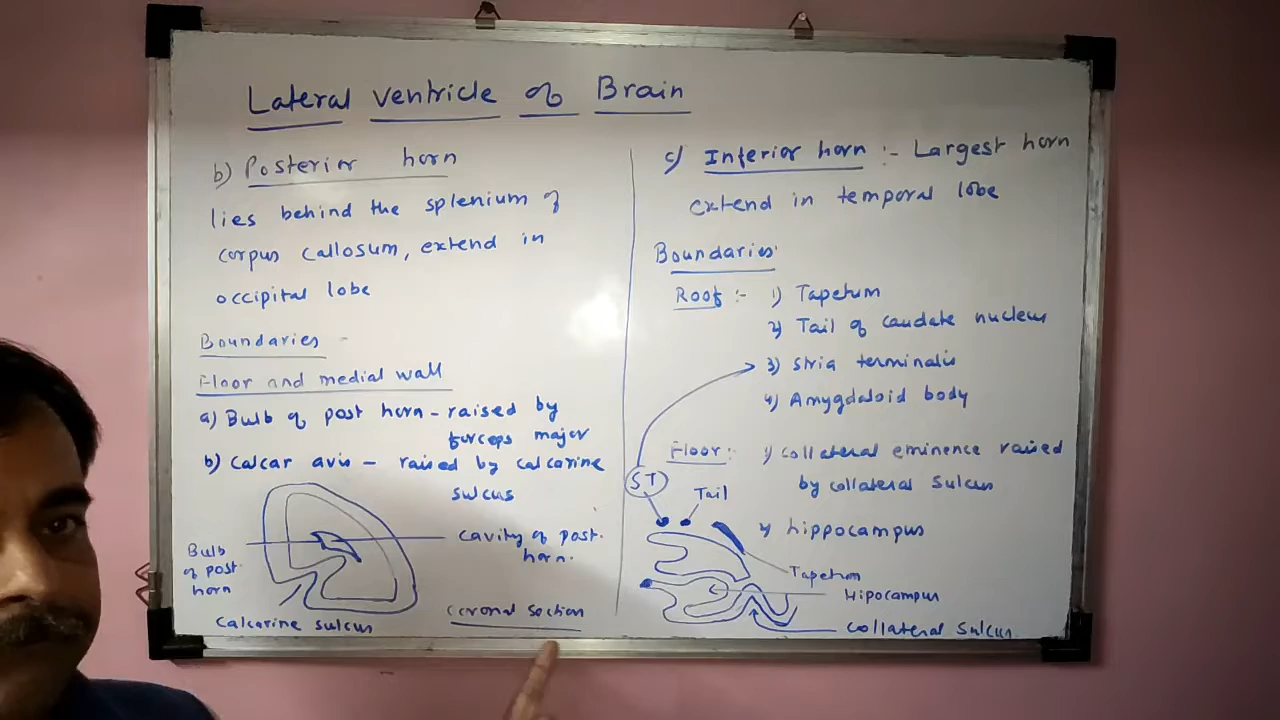 Lateral ventricle of Brain
b) Posterior horn
lies behind the splenium of
corpus callosum, extend in
occipital lobe
Boundaries -
Floor and medial wall
a) Bulb of post horn - raised by
forceps major
b) Calcar avis - raised by calcarine
sulcus
Bulb
of post.
horn
cavity of post.
horn.
calcarine sulcus
coronal section
c) Inferior horn :- Largest horn
extend in temporal lobe
Boundaries
Roof :- 1) Tapetum
2) Tail of caudate nucleus
3) Stria terminalis
4) Amygdaloid body
Floor :- 1) collateral eminence raised
by collateral sulcus
2) hippocampus
ST
Tail
Tapetum
Hipocampus
collateral sulcus